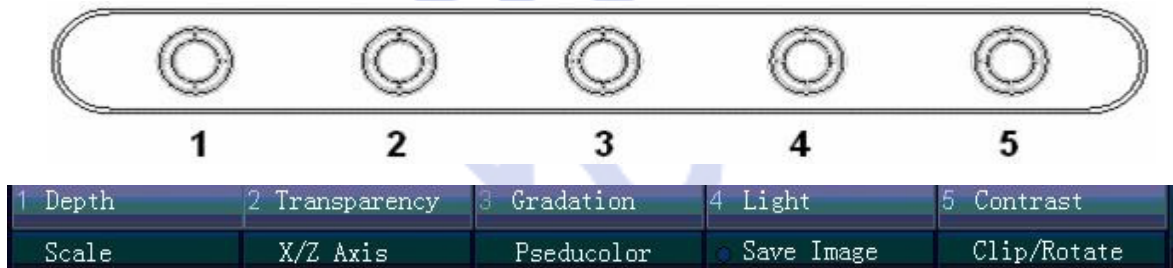 1 2 3 4 5
1 Depth 2 Transparency 3 Gradation 4 Light 5 Contrast
Scale X/Z Axis Pseducolor Save Image Clip/Rotate